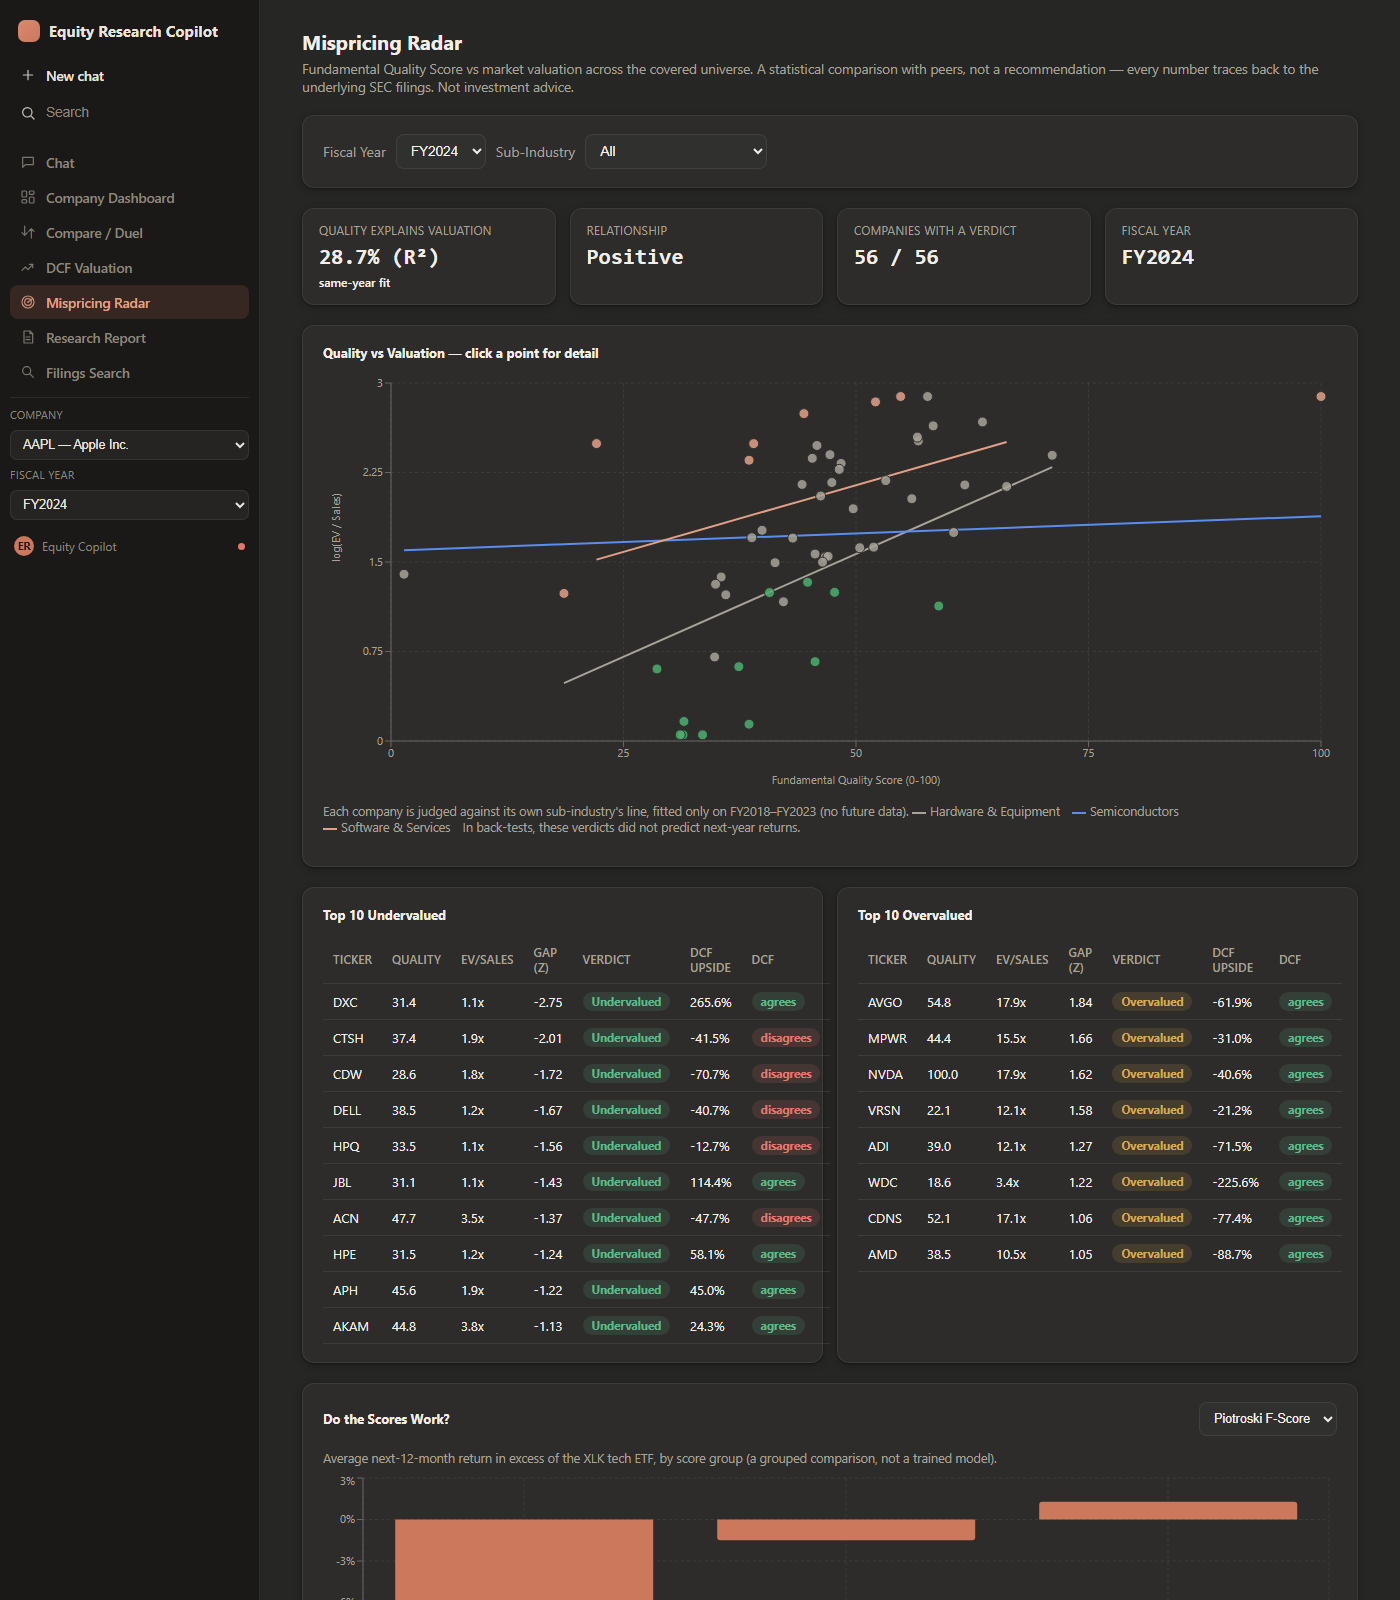 Equity Research Copilot
New chat
Search
Chat
Company Dashboard
Compare / Duel
DCF Valuation
Mispricing Radar
Research Report
Filings Search
COMPANY
AAPL — Apple Inc.
FISCAL YEAR
FY2024
ER Equity Copilot
Mispricing Radar
Fundamental Quality Score vs market valuation across the covered universe. A statistical comparison with peers, not a recommendation — every number traces back to the
underlying SEC filings. Not investment advice.
Fiscal Year FY2024 Sub-Industry All
QUALITY EXPLAINS VALUATION
28.7% (R²)
same-year fit
RELATIONSHIP
Positive
COMPANIES WITH A VERDICT
56 / 56
FISCAL YEAR
FY2024
Quality vs Valuation — click a point for detail
3
2.25
1.5
0.75
0
log(EV / Sales)
0 25 50 75 100
Fundamental Quality Score (0-100)
Each company is judged against its own sub-industry's line, fitted only on FY2018–FY2023 (no future data). Hardware & Equipment Semiconductors
Software & Services In back-tests, these verdicts did not predict next-year returns.
Top 10 Undervalued
TICKER QUALITY EV/SALES GAP (Z) VERDICT DCF UPSIDE DCF
DXC 31.4 1.1x -2.75 Undervalued 265.6% agrees
CTSH 37.4 1.9x -2.01 Undervalued -41.5% disagrees
CDW 28.6 1.8x -1.72 Undervalued -70.7% disagrees
DELL 38.5 1.2x -1.67 Undervalued -40.7% disagrees
HPQ 33.5 1.1x -1.56 Undervalued -12.7% disagrees
JBL 31.1 1.1x -1.43 Undervalued 114.4% agrees
ACN 47.7 3.5x -1.37 Undervalued -47.7% disagrees
HPE 31.5 1.2x -1.24 Undervalued 58.1% agrees
APH 45.6 1.9x -1.22 Undervalued 45.0% agrees
AKAM 44.8 3.8x -1.13 Undervalued 24.3% agrees
Top 10 Overvalued
TICKER QUALITY EV/SALES GAP (Z) VERDICT DCF UPSIDE DCF
AVGO 54.8 17.9x 1.84 Overvalued -61.9% agrees
MPWR 44.4 15.5x 1.66 Overvalued -31.0% agrees
NVDA 100.0 17.9x 1.62 Overvalued -40.6% agrees
VRSN 22.1 12.1x 1.58 Overvalued -21.2% agrees
ADI 39.0 12.1x 1.27 Overvalued -71.5% agrees
WDC 18.6 3.4x 1.22 Overvalued -225.6% agrees
CDNS 52.1 17.1x 1.06 Overvalued -77.4% agrees
AMD 38.5 10.5x 1.05 Overvalued -88.7% agrees
Do the Scores Work?
Piotroski F-Score
Average next-12-month return in excess of the XLK tech ETF, by score group (a grouped comparison, not a trained model).
3%
0%
-3%